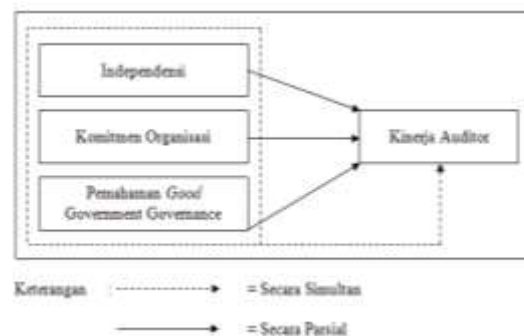 Independensi
Komitmen Organisasi
Kinerja Auditor
Pemahaman Good
Government Governance
Keterangan : = Secara Simultan
= Secara Parsial